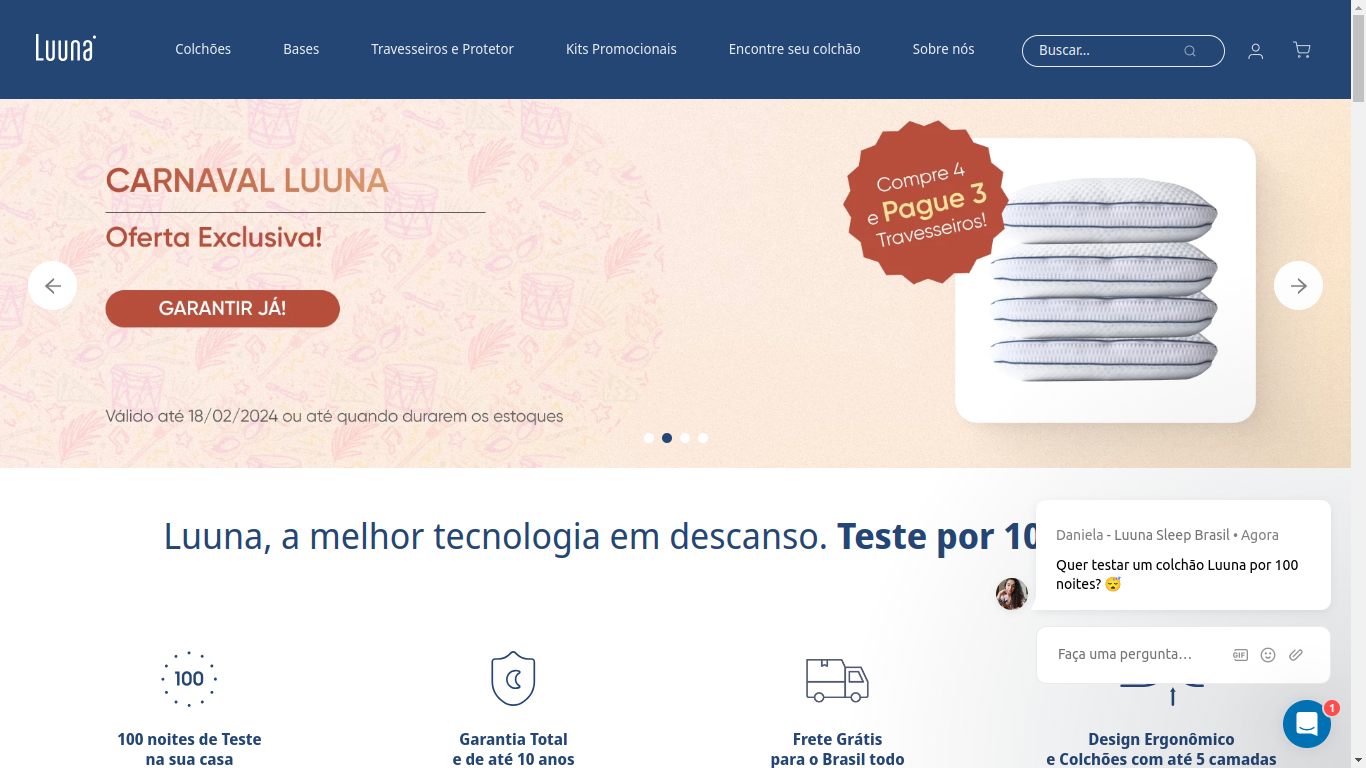 Luuna
Colchões
Bases
Travesseiros e Protetor
Kits Promocionais
Encontre seu colchão
Sobre nós
Buscar...
CARNAVAL LUUNA
Oferta Exclusiva!
GARANTIR JÁ!
Válido até 18/02/2024 ou até quando durarem os estoques
Compre 4
e Pague 3
Travesseiros!
Luuna, a melhor tecnologia em descanso. Teste por 10
Daniela - Luuna Sleep Brasil • Agora
Quer testar um colchão Luuna por 100
noites? 😴
Faça uma pergunta...
GIF
1
100
100 noites de Teste
na sua casa
Garantia Total
e de até 10 anos
Frete Grátis
para o Brasil todo
Design Ergonômico
e Colchões com até 5 camadas